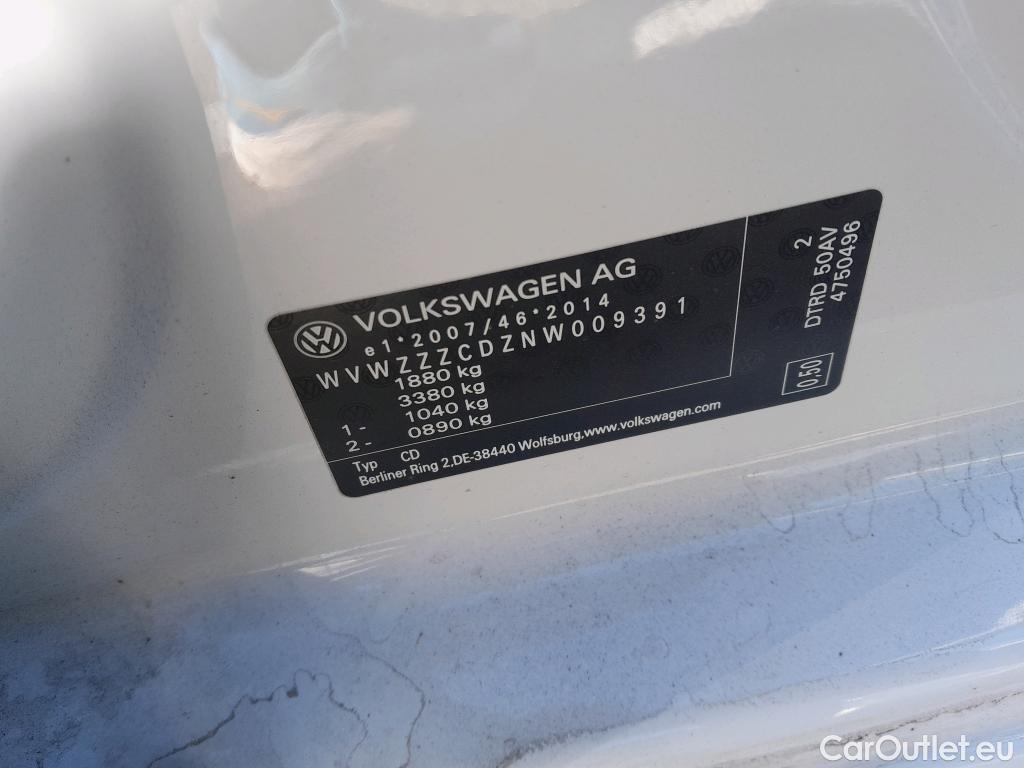 VOLKSWAGEN AG
e1*2007/46*2014
WVWZZZCDZNW009391
1880 kg
3380 kg
1 - 1040 kg
2 - 0890 kg
Typ CD
Berliner Ring 2,DE-38440 Wolfsburg,www.volkswagen.com
2
DTRD 50AV
4750496
0,50
CarOutlet.eu